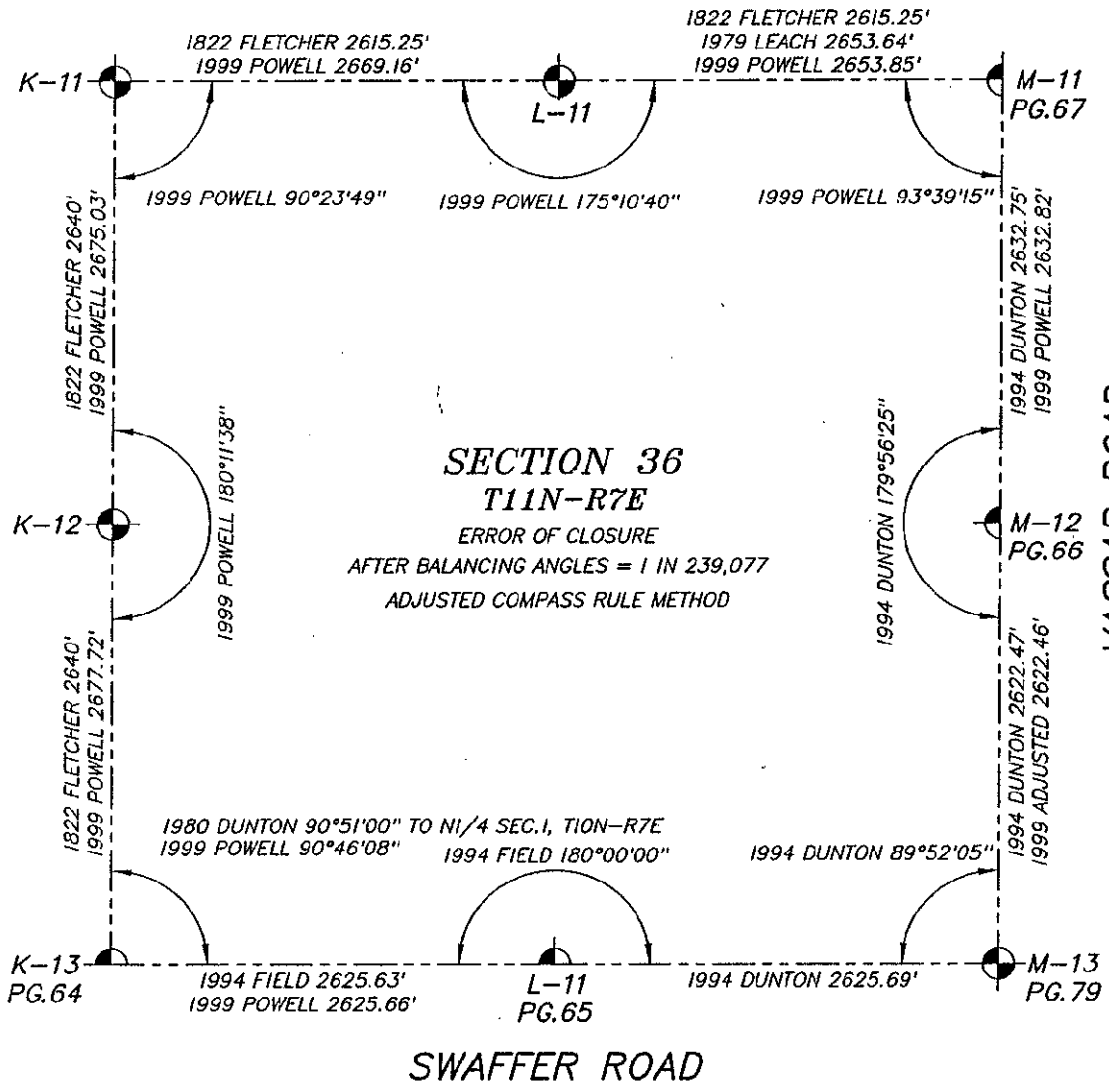 1822 FLETCHER 2615.25'
1999 POWELL 2669.16'
1822 FLETCHER 2615.25'
1979 LEACH 2653.64'
1999 POWELL 2653.85'
K-11
L-11
M-11
PG.67
1999 POWELL 90°23'49"
1999 POWELL 175°10'40"
1999 POWELL 93°39'15"
1822 FLETCHER 2640'
1999 POWELL 2675.03'
1994 DUNTON 2632.75'
1999 POWELL 2632.82'
1999 POWELL 180°11'38"
SECTION 36
T11N-R7E
ERROR OF CLOSURE
AFTER BALANCING ANGLES = 1 IN 239,077
ADJUSTED COMPASS RULE METHOD
1994 DUNTON 179°56'25"
K-12
M-12
PG.66
1822 FLETCHER 2640'
1999 POWELL 2677.72'
1994 DUNTON 2622.47'
1999 ADJUSTED 2622.46'
1980 DUNTON 90°51'00" TO N1/4 SEC.1, T10N-R7E
1999 POWELL 90°46'08"
1994 FIELD 180°00'00"
1994 DUNTON 89°52'05"
K-13
PG.64
1994 FIELD 2625.63'
1999 POWELL 2625.66'
L-11
PG.65
1994 DUNTON 2625.69'
M-13
PG.79
SWAFFER ROAD